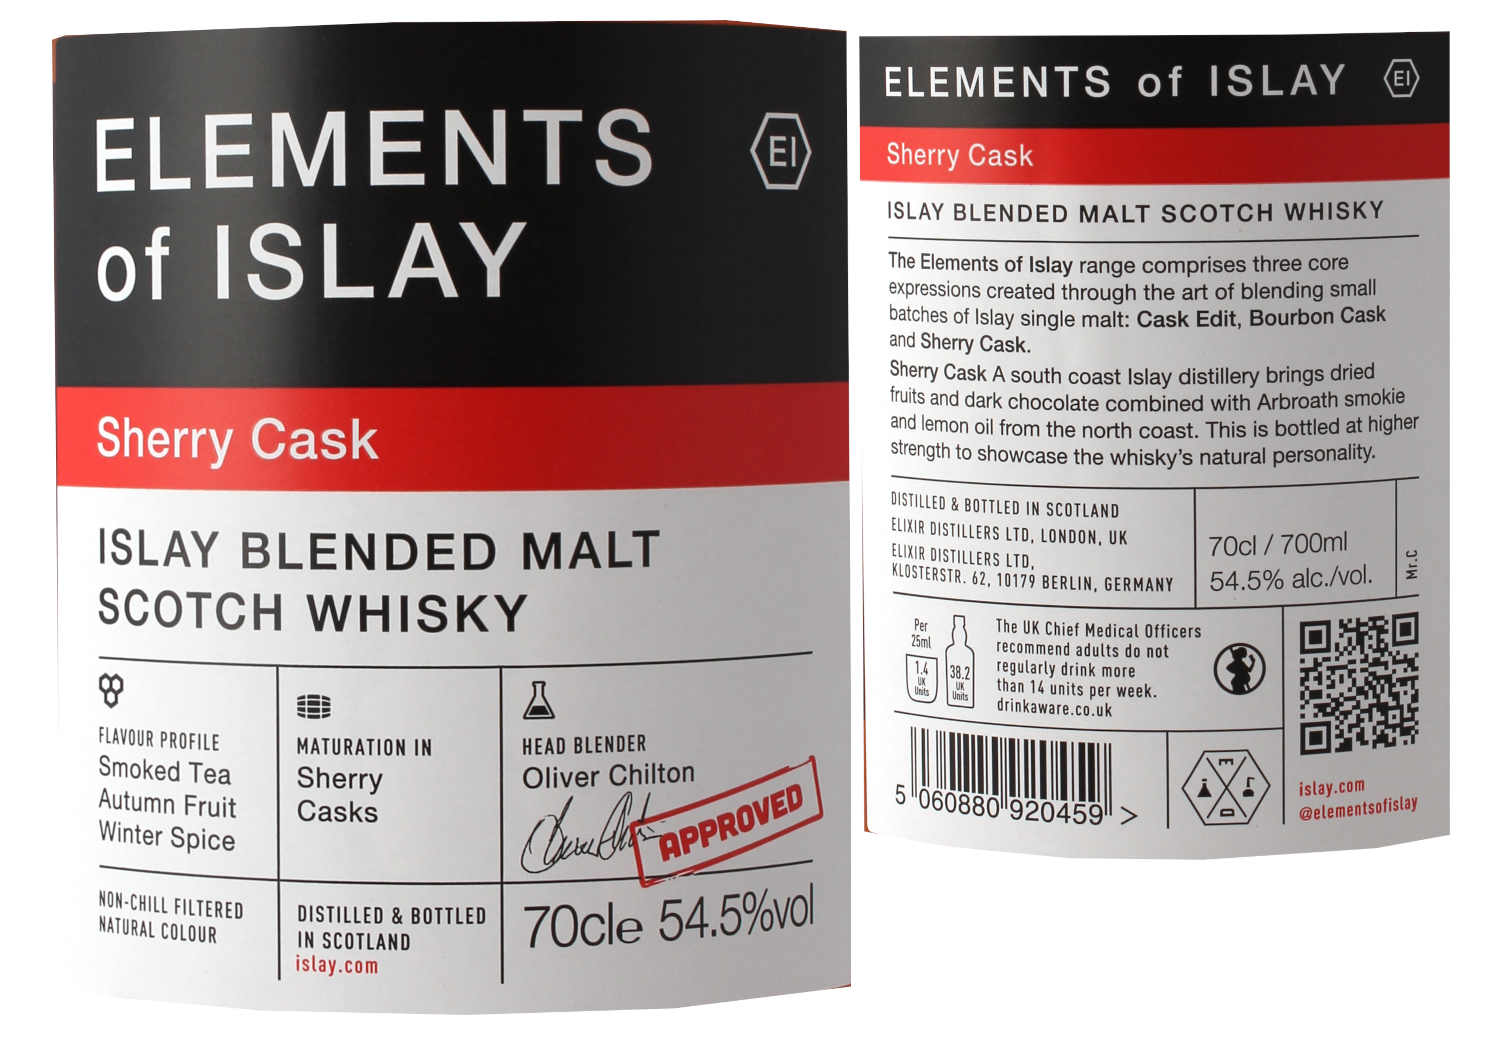 ELEMENTS
of ISLAY
EI
Sherry Cask
ISLAY BLENDED MALT
SCOTCH WHISKY
FLAVOUR PROFILE
Smoked Tea
Autumn Fruit
Winter Spice
MATURATION IN
Sherry
Casks
HEAD BLENDER
Oliver Chilton
APPROVED
NON-CHILL FILTERED
NATURAL COLOUR
DISTILLED & BOTTLED
IN SCOTLAND
islay.com
70cle 54.5%vol
ELEMENTS of ISLAY
EI
Sherry Cask
ISLAY BLENDED MALT SCOTCH WHISKY
The Elements of Islay range comprises three core
expressions created through the art of blending small
batches of Islay single malt: Cask Edit, Bourbon Cask
and Sherry Cask.
Sherry Cask A south coast Islay distillery brings dried
fruits and dark chocolate combined with Arbroath smokie
and lemon oil from the north coast. This is bottled at higher
strength to showcase the whisky's natural personality.
DISTILLED & BOTTLED IN SCOTLAND
ELIXIR DISTILLERS LTD, LONDON, UK
ELIXIR DISTILLERS LTD,
KLOSTERSTR. 62, 10179 BERLIN, GERMANY
70cl / 700ml
54.5% alc./vol.
Mr.C
Per
25ml
1.4
UK
Units
38.2
UK
Units
The UK Chief Medical Officers
recommend adults do not
regularly drink more
than 14 units per week.
drinkaware.co.uk
5 060880 920459 >
islay.com
@elementsofislay